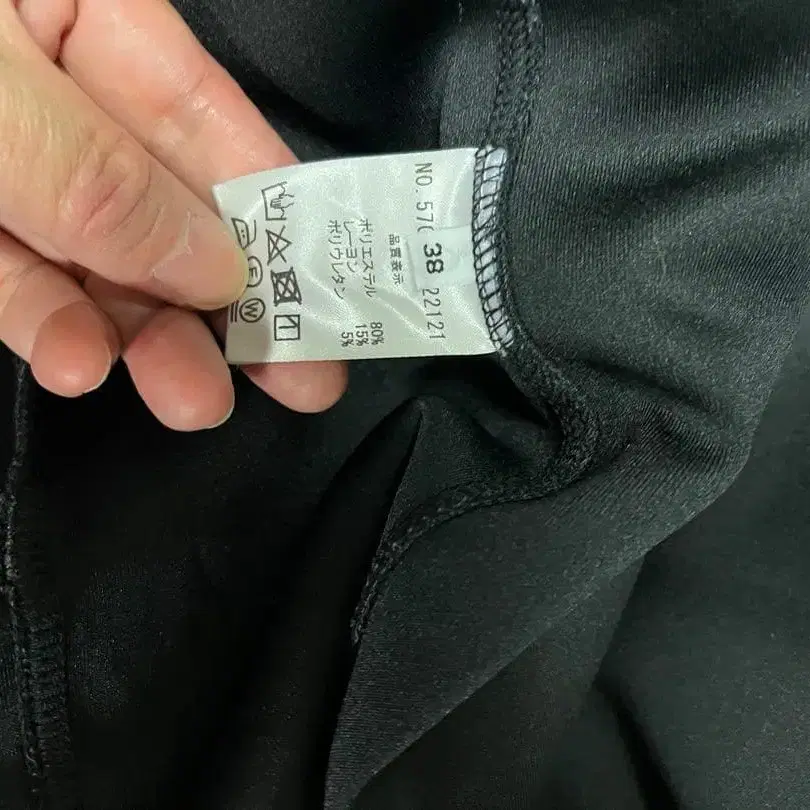 NO. 57
38
22121
品質表示
ポリエステル 80%
レーヨン 15%
ポリウレタン 5%
F
W